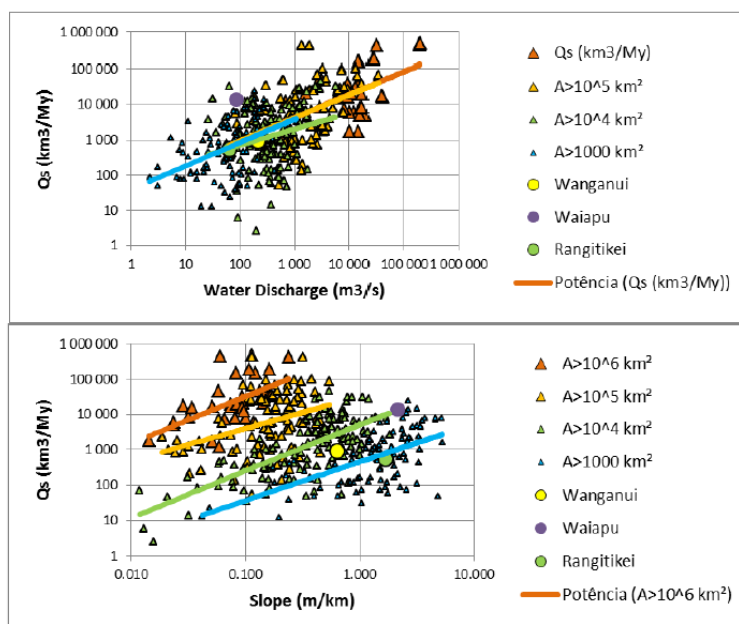 1 000 000
100 000
10 000
1 000
100
10
1
Qs (km3/My)
1 10 100 1 000 10 000 100 000 1 000 000
Water Discharge (m3/s)
Qs (km3/My)
A>10^5 km²
A>10^4 km²
A>1000 km²
Wanganui
Waiapu
Rangitikei
Potência (Qs (km3/My))
1 000 000
100 000
10 000
1 000
100
10
1
Qs (km3/My)
0.010 0.100 1.000 10.000
Slope (m/km)
A>10^6 km²
A>10^5 km²
A>10^4 km²
A>1000 km²
Wanganui
Waiapu
Rangitikei
Potência (A>10^6 km²)